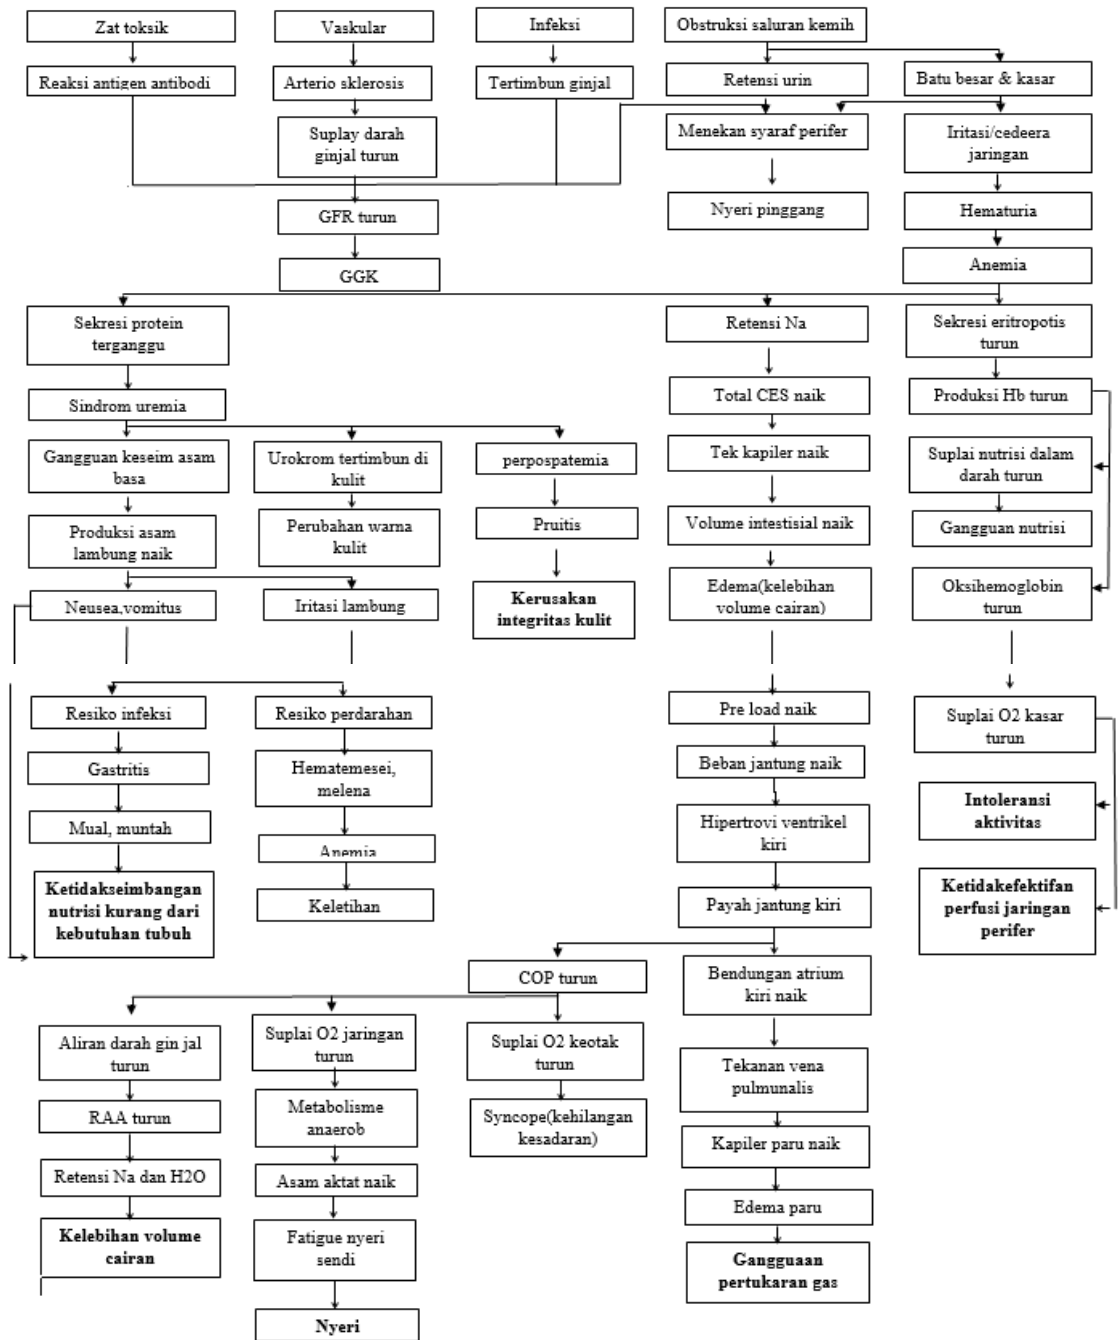 Zat toksik
Vaskular
Infeksi
Obstruksi saluran kemih
Reaksi antigen antibodi
Arterio sklerosis
Tertimbun ginjal
Retensi urin
Batu besar & kasar
Suplay darah
ginjal turun
Menekan syaraf perifer
Iritasi/cedeera
jaringan
GFR turun
Nyeri pinggang
Hematuria
GGK
Anemia
Sekresi protein
terganggu
Retensi Na
Sekresi eritropotis
turun
Sindrom uremia
Total CES naik
Produksi Hb turun
Gangguan keseim asam
basa
Urokrom tertimbun di
kulit
perpospatemia
Tek kapiler naik
Suplai nutrisi dalam
darah turun
Produksi asam
lambung naik
Perubahan warna
kulit
Pruitis
Volume intestisial naik
Gangguan nutrisi
Neusea,vomitus
Iritasi lambung
Kerusakan
integritas kulit
Edema(kelebihan
volume cairan)
Oksihemoglobin
turun
Resiko infeksi
Resiko perdarahan
Pre load naik
Suplai O2 kasar
turun
Gastritis
Hematemesei,
melena
Beban jantung naik
Intoleransi
aktivitas
Mual, muntah
Anemia
Hipertrovi ventrikel
kiri
Ketidakseimbangan
nutrisi kurang dari
kebutuhan tubuh
Keletihan
Payah jantung kiri
Ketidakefektifan
perfusi jaringan
perifer
COP turun
Bendungan atrium
kiri naik
Aliran darah gin jal
turun
Suplai O2 jaringan
turun
Suplai O2 keotak
turun
Tekanan vena
pulmunalis
RAA turun
Metabolisme
anaerob
Syncope(kehilangan
kesadaran)
Kapiler paru naik
Retensi Na dan H2O
Asam aktat naik
Edema paru
Kelebihan volume
cairan
Fatigue nyeri
sendi
Gangguaan
pertukaran gas
Nyeri